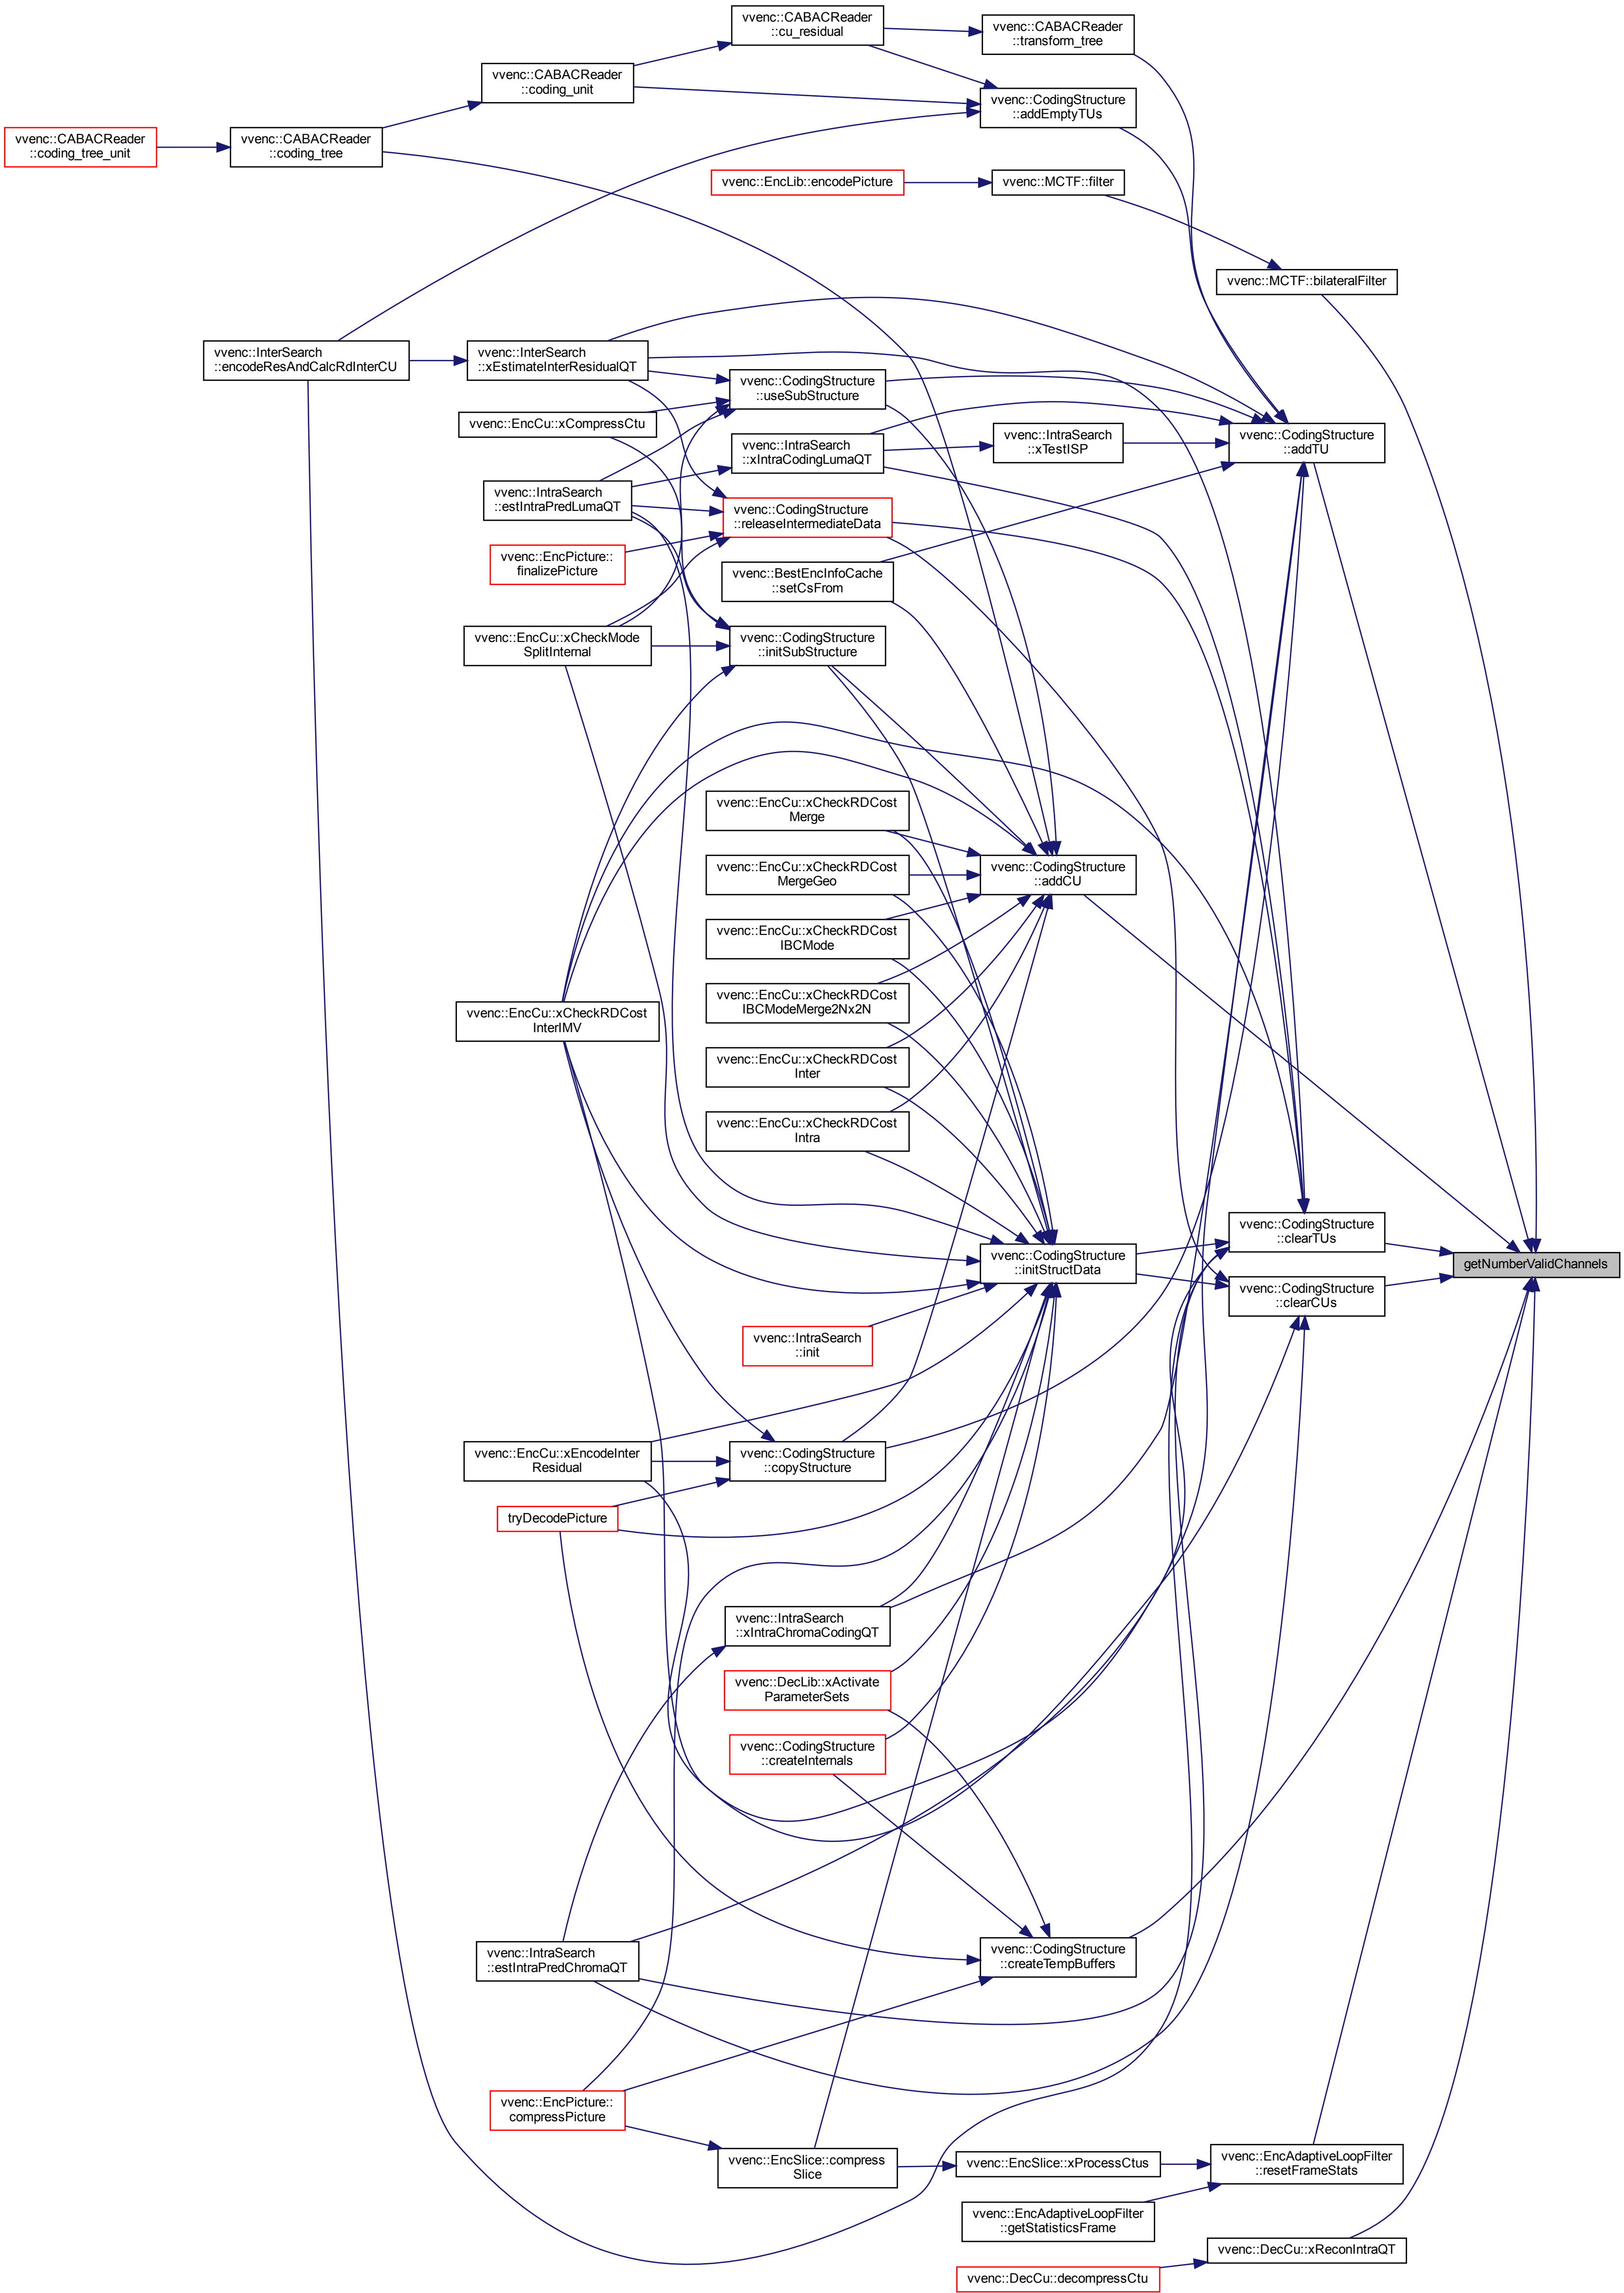 vvenc::CABACReader
::cu_residual
vvenc::CABACReader
::transform_tree
vvenc::CABACReader
::coding_unit
vvenc::CodingStructure
::addEmptyTUs
vvenc::CABACReader
::coding_tree_unit
vvenc::CABACReader
::coding_tree
vvenc::EncLib::encodePicture
vvenc::MCTF::filter
vvenc::MCTF::bilateralFilter
vvenc::InterSearch
::encodeResAndCalcRdInterCU
vvenc::InterSearch
::xEstimateInterResidualQT
vvenc::CodingStructure
::useSubStructure
vvenc::EncCu::xCompressCtu
vvenc::IntraSearch
::xIntraCodingLumaQT
vvenc::IntraSearch
::xTestISP
vvenc::CodingStructure
::addTU
vvenc::IntraSearch
::estIntraPredLumaQT
vvenc::CodingStructure
::releaseIntermediateData
vvenc::EncPicture::
finalizePicture
vvenc::BestEncInfoCache
::setCsFrom
vvenc::EncCu::xCheckMode
SplitInternal
vvenc::CodingStructure
::initSubStructure
vvenc::EncCu::xCheckRDCost
Merge
vvenc::EncCu::xCheckRDCost
MergeGeo
vvenc::CodingStructure
::addCU
vvenc::EncCu::xCheckRDCost
IBCMode
vvenc::EncCu::xCheckRDCost
IBCModeMerge2Nx2N
vvenc::EncCu::xCheckRDCost
InterIMV
vvenc::EncCu::xCheckRDCost
Inter
vvenc::EncCu::xCheckRDCost
Intra
vvenc::CodingStructure
::clearTUs
vvenc::CodingStructure
::initStructData
getNumberValidChannels
vvenc::CodingStructure
::clearCUs
vvenc::IntraSearch
::init
vvenc::EncCu::xEncodeInter
Residual
vvenc::CodingStructure
::copyStructure
tryDecodePicture
vvenc::IntraSearch
::xIntraChromaCodingQT
vvenc::DecLib::xActivate
ParameterSets
vvenc::CodingStructure
::createInternals
vvenc::IntraSearch
::estIntraPredChromaQT
vvenc::CodingStructure
::createTempBuffers
vvenc::EncPicture::
compressPicture
vvenc::EncSlice::compress
Slice
vvenc::EncSlice::xProcessCtus
vvenc::EncAdaptiveLoopFilter
::resetFrameStats
vvenc::EncAdaptiveLoopFilter
::getStatisticsFrame
vvenc::DecCu::xReconIntraQT
vvenc::DecCu::decompressCtu